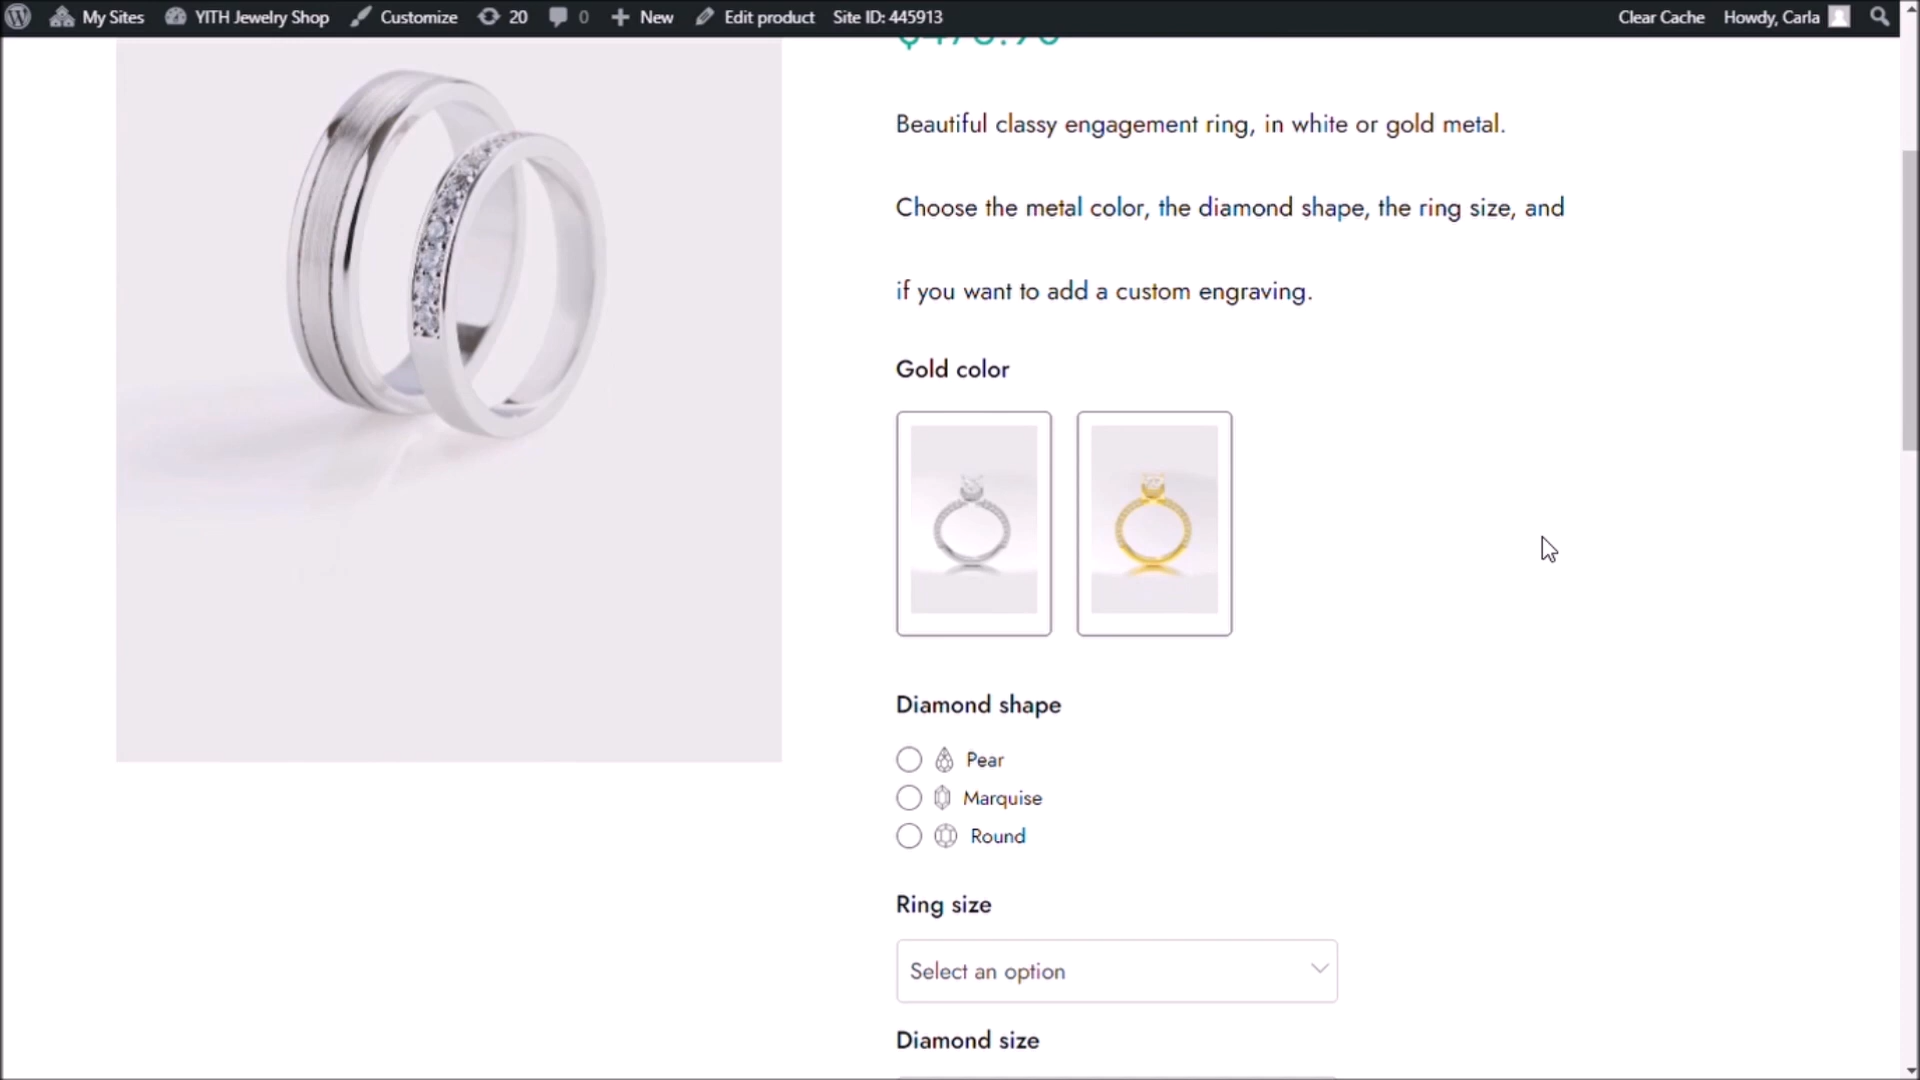 My Sites YITH Jewelry Shop Customize 20 0 New Edit product Site ID: 445913 Clear Cache Howdy, Carla
Beautiful classy engagement ring, in white or gold metal.
Choose the metal color, the diamond shape, the ring size, and
if you want to add a custom engraving.
Gold color
Diamond shape
Pear
Marquise
Round
Ring size
Select an option
Diamond size